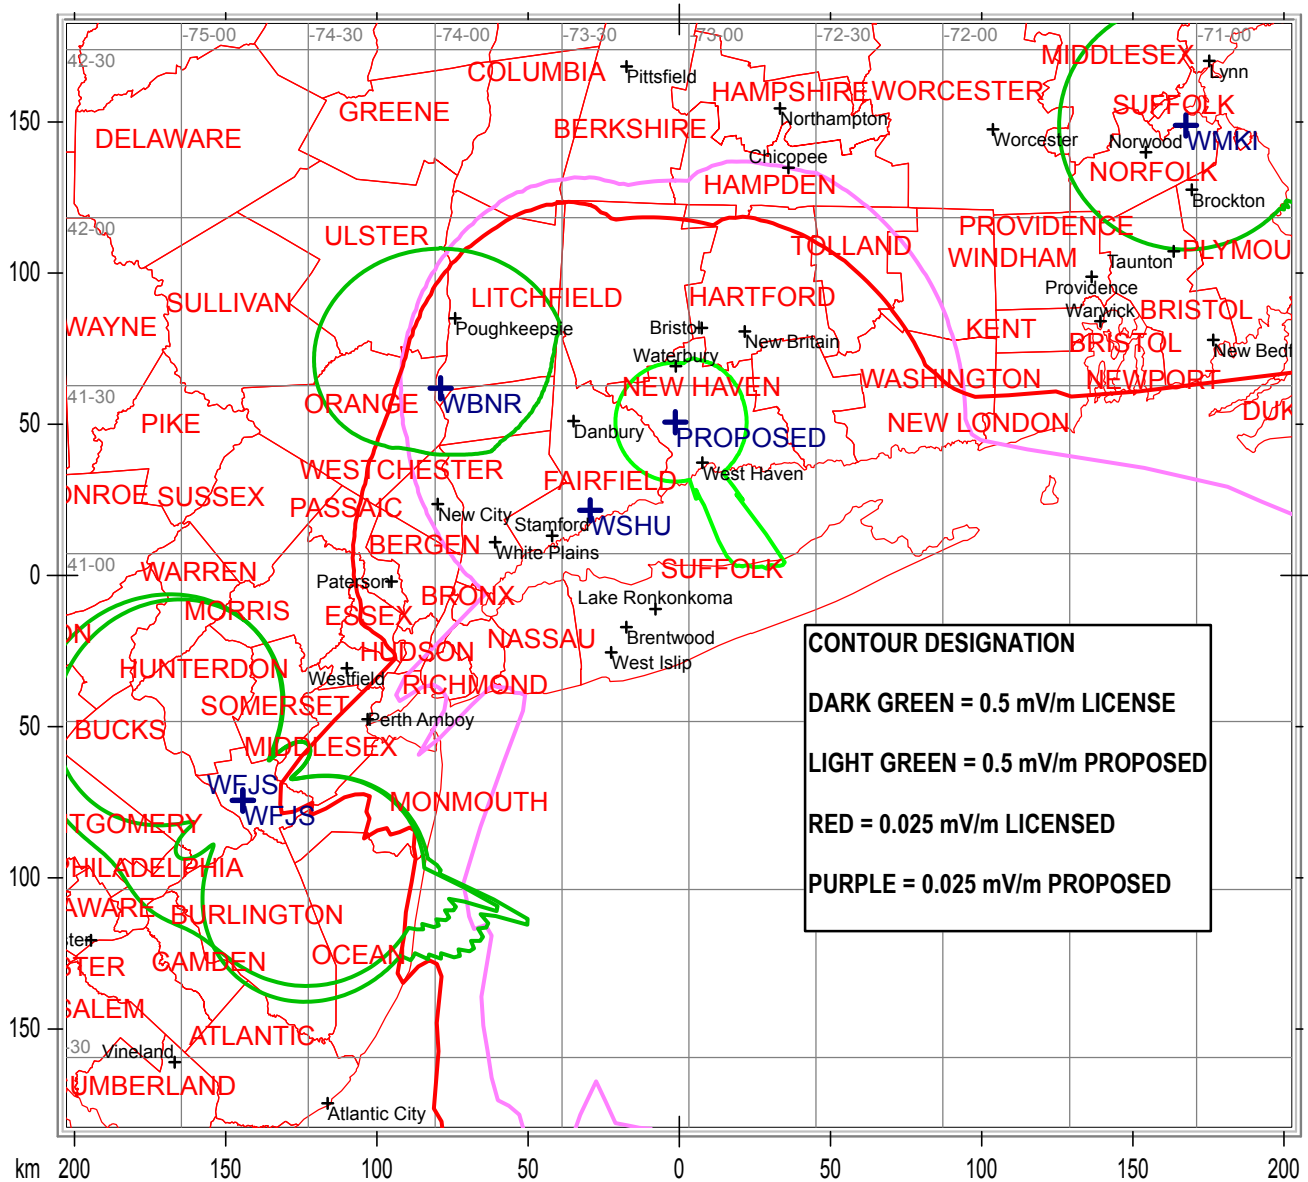 -75-00
-74-30
-74-00
-73-30
73-00
-72-30
-72-00
-71-00
42-30
COLUMBIA
Pittsfield
MIDDLESEX
Lynn
GREENE
HAMPSHIRE
WORCESTER
SUFFOLK
150
DELAWARE
BERKSHIRE
Northampton
Worcester
Norwood
WMKI
Chicopee
HAMPDEN
NORFOLK
Brockton
42-00
ULSTER
TOLLAND
PROVIDENCE
WINDHAM
Taunton
PLYMOU
100
SULLIVAN
LITCHFIELD
HARTFORD
Providence
BRISTOL
WAYNE
Poughkeepsie
Bristol
New Britain
KENT
Warwick
BRISTOL
New Bedf
Waterbury
41-30
ORANGE
WBNR
NEW HAVEN
WASHINGTON
NEWPORT
50
PIKE
Danbury
PROPOSED
NEW LONDON
DUK
ONROE
SUSSEX
WESTCHESTER
FAIRFIELD
West Haven
PASSAIC
New City
Stamford
WSHU
BERGEN
White Plains
41-00
0
WARREN
Paterson
SUFFOLK
MORRIS
ESSEX
BRONX
Lake Ronkonkoma
ON
HUDSON
NASSAU
Brentwood
HUNTERDON
Westfield
West Islip
SOMERSET
RICHMOND
50
BUCKS
Perth Amboy
MIDDLESEX
WFJS
WFJS
MONMOUTH
TGOMERY
100
PHILADELPHIA
AWARE
BURLINGTON
ster
CAMDEN
OCEAN
STER
SALEM
150
ATLANTIC
-30
Vineland
UMBERLAND
Atlantic City
CONTOUR DESIGNATION
DARK GREEN = 0.5 mV/m LICENSE
LIGHT GREEN = 0.5 mV/m PROPOSED
RED = 0.025 mV/m LICENSED
PURPLE = 0.025 mV/m PROPOSED
km 200 150 100 50 0 50 100 150 200